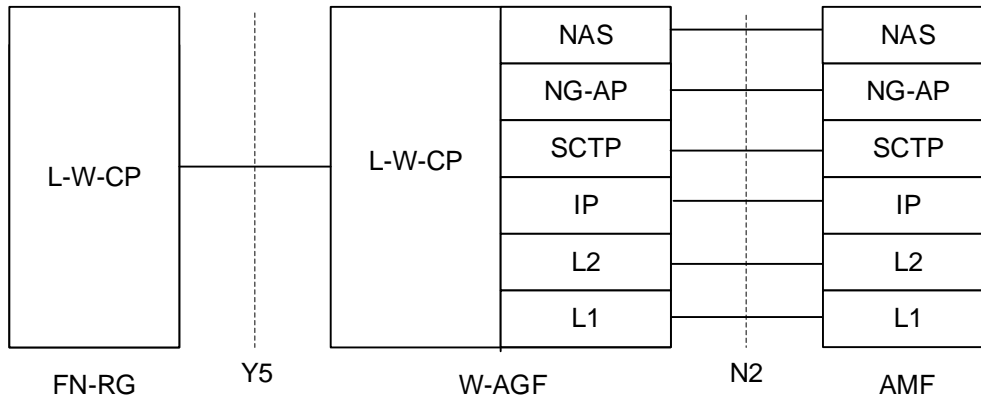 NAS NAS
NG-AP NG-AP
L-W-CP L-W-CP SCTP SCTP
IP IP
L2 L2
L1 L1
FN-RG Y5 W-AGF N2 AMF